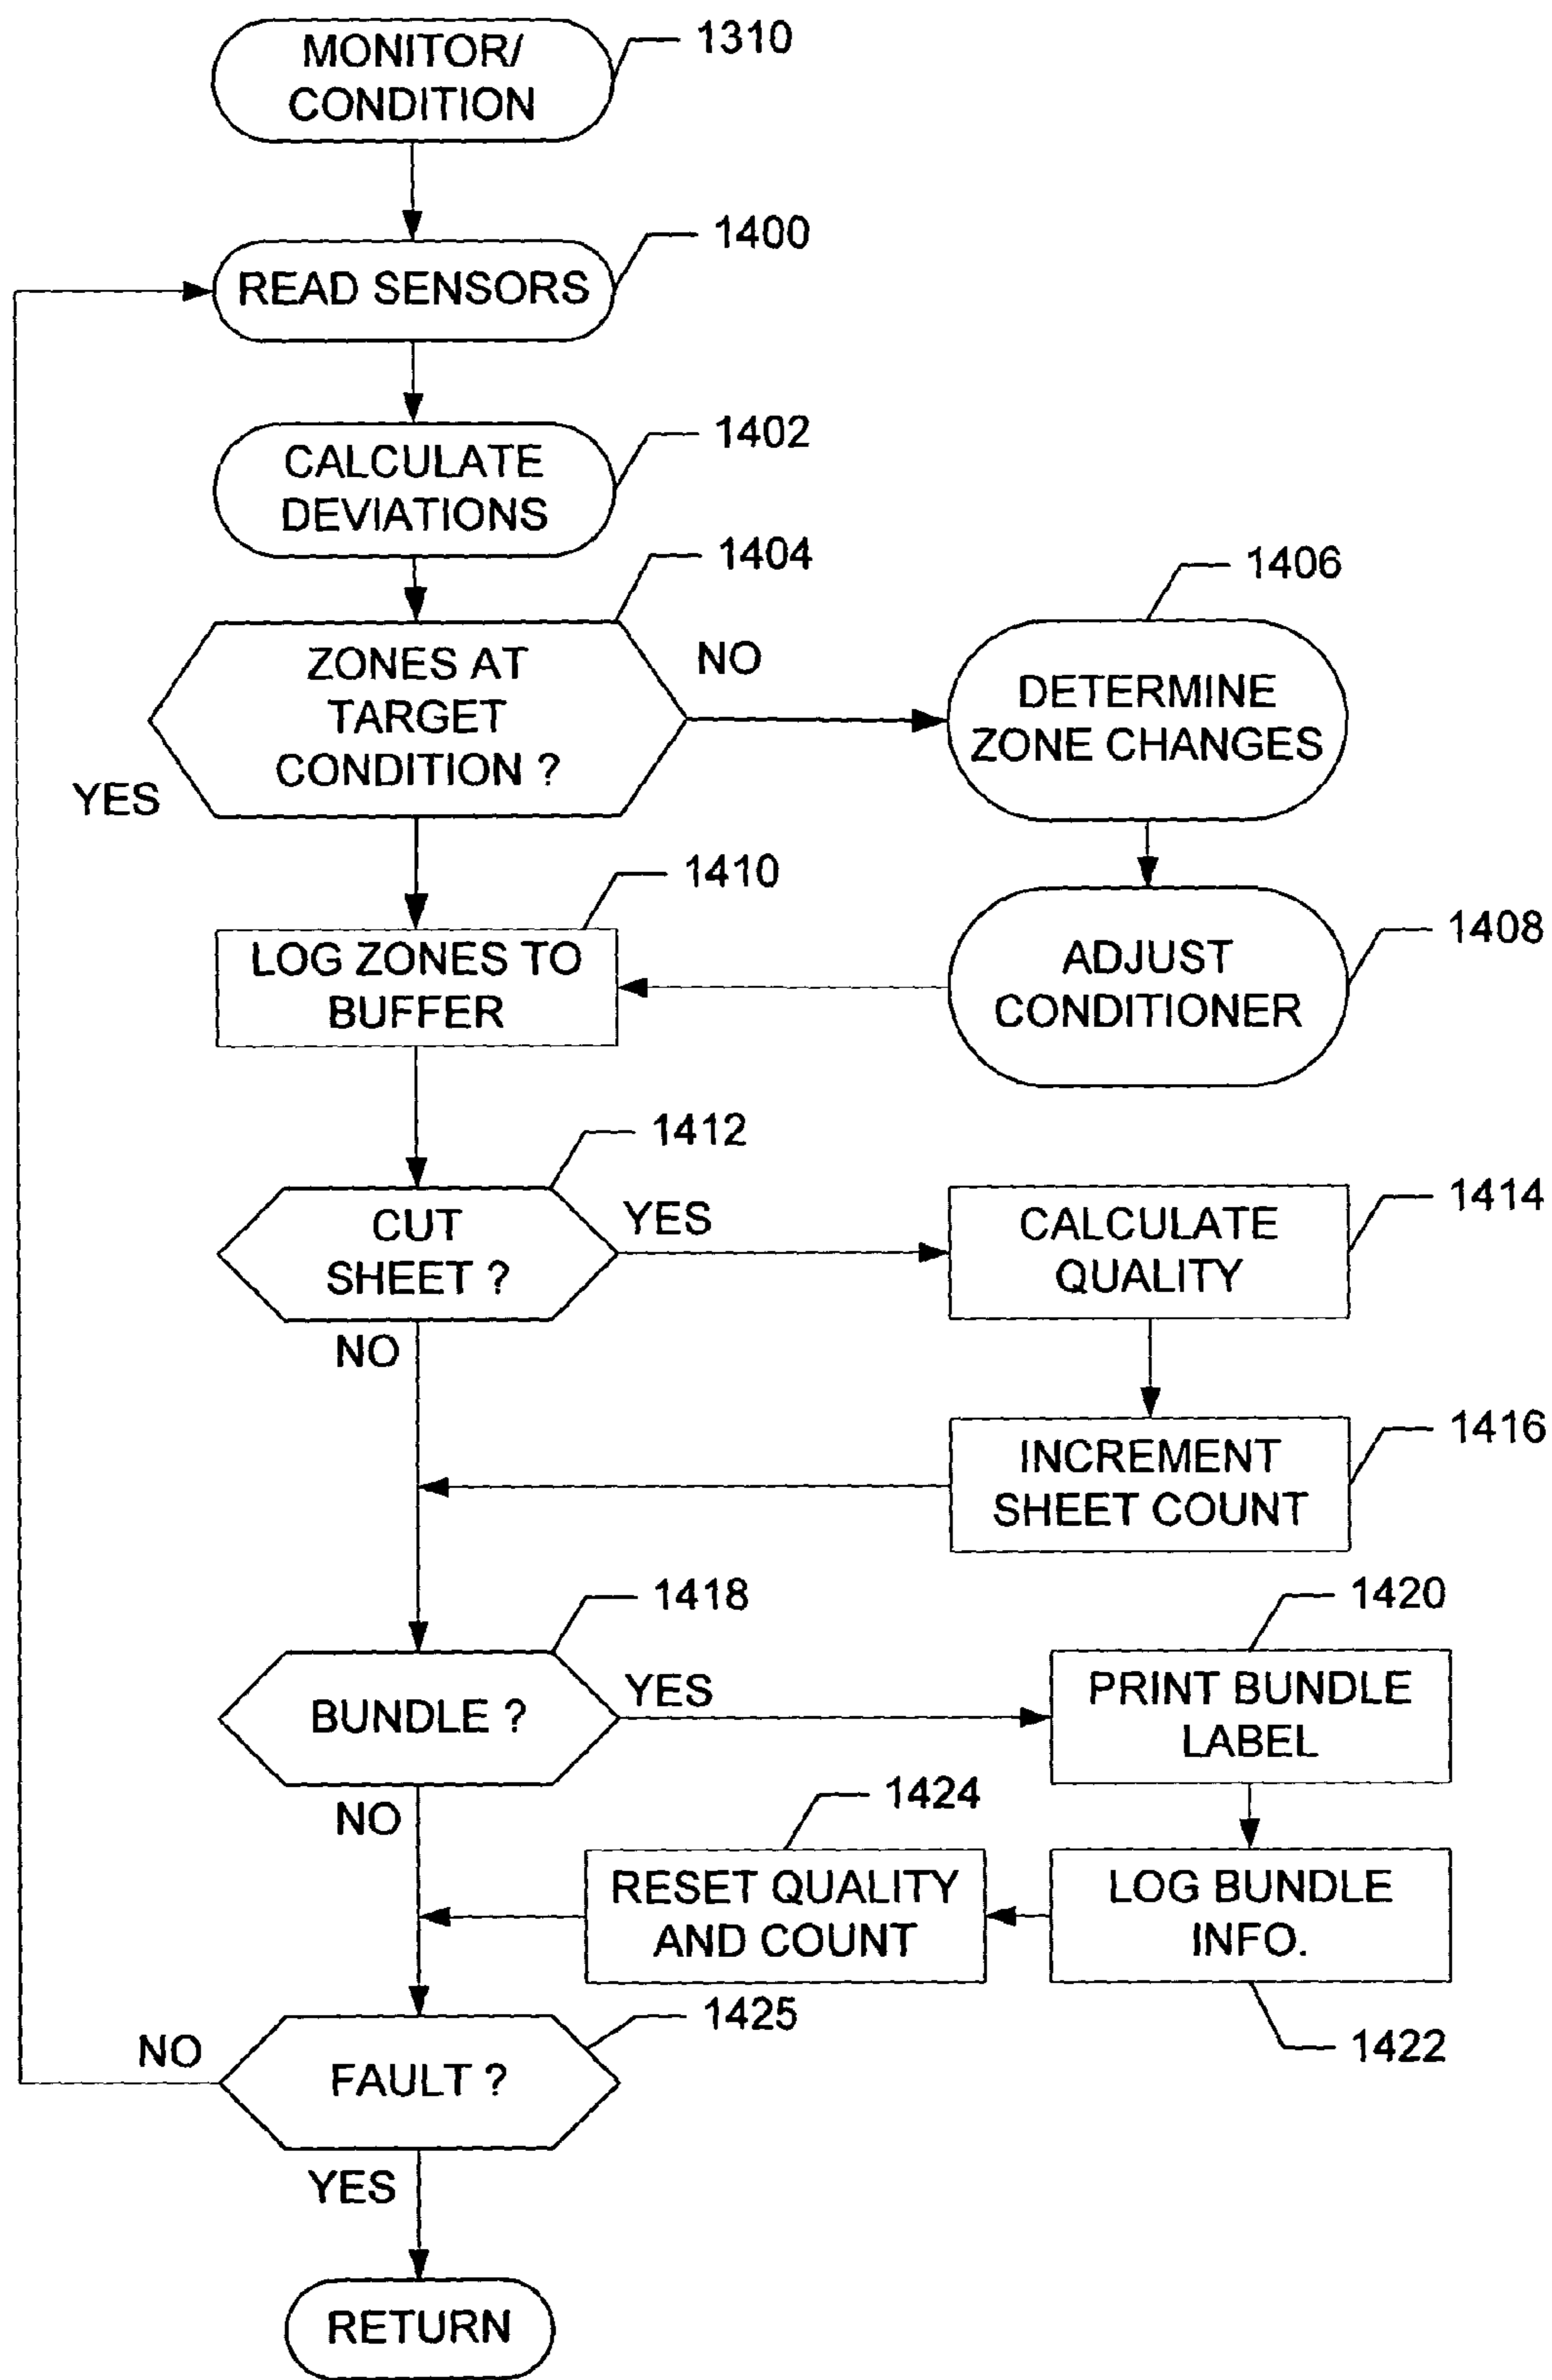 MONITOR/
CONDITION
1310
READ SENSORS
1400
CALCULATE
DEVIATIONS
1402
ZONES AT
TARGET
CONDITION ?
1404
NO
YES
DETERMINE
ZONE CHANGES
1406
ADJUST
CONDITIONER
1408
LOG ZONES TO
BUFFER
1410
CUT
SHEET ?
1412
YES
NO
CALCULATE
QUALITY
1414
INCREMENT
SHEET COUNT
1416
BUNDLE ?
1418
YES
NO
PRINT BUNDLE
LABEL
1420
LOG BUNDLE
INFO.
1422
RESET QUALITY
AND COUNT
1424
FAULT ?
1425
NO
YES
RETURN